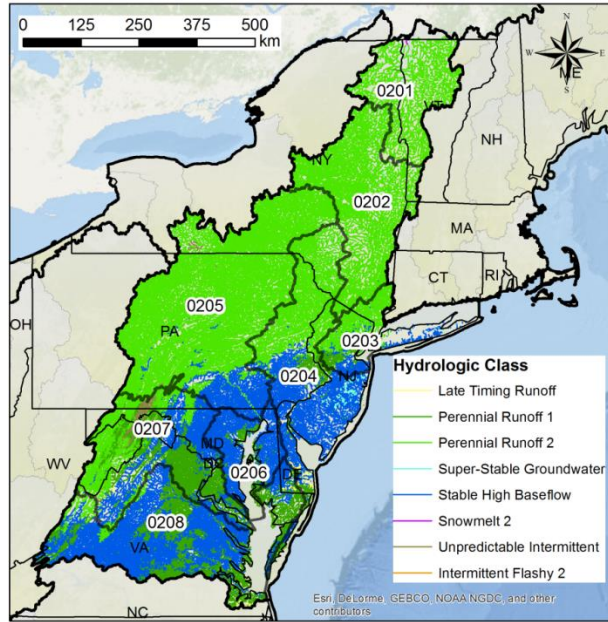 0 125 250 375 500
km
N
W E
S
ME
0201
VT
NH
NY
0202
MA
CT RI
0205
OH
PA
0203
0204
NJ
Hydrologic Class
Late Timing Runoff
Perennial Runoff 1
Perennial Runoff 2
Super-Stable Groundwater
Stable High Baseflow
Snowmelt 2
Unpredictable Intermittent
Intermittent Flashy 2
0207
WV
MD
DC
0206
DE
0208
VA
NC
Esri, DeLorme, GEBCO, NOAA NGDC, and other
contributors